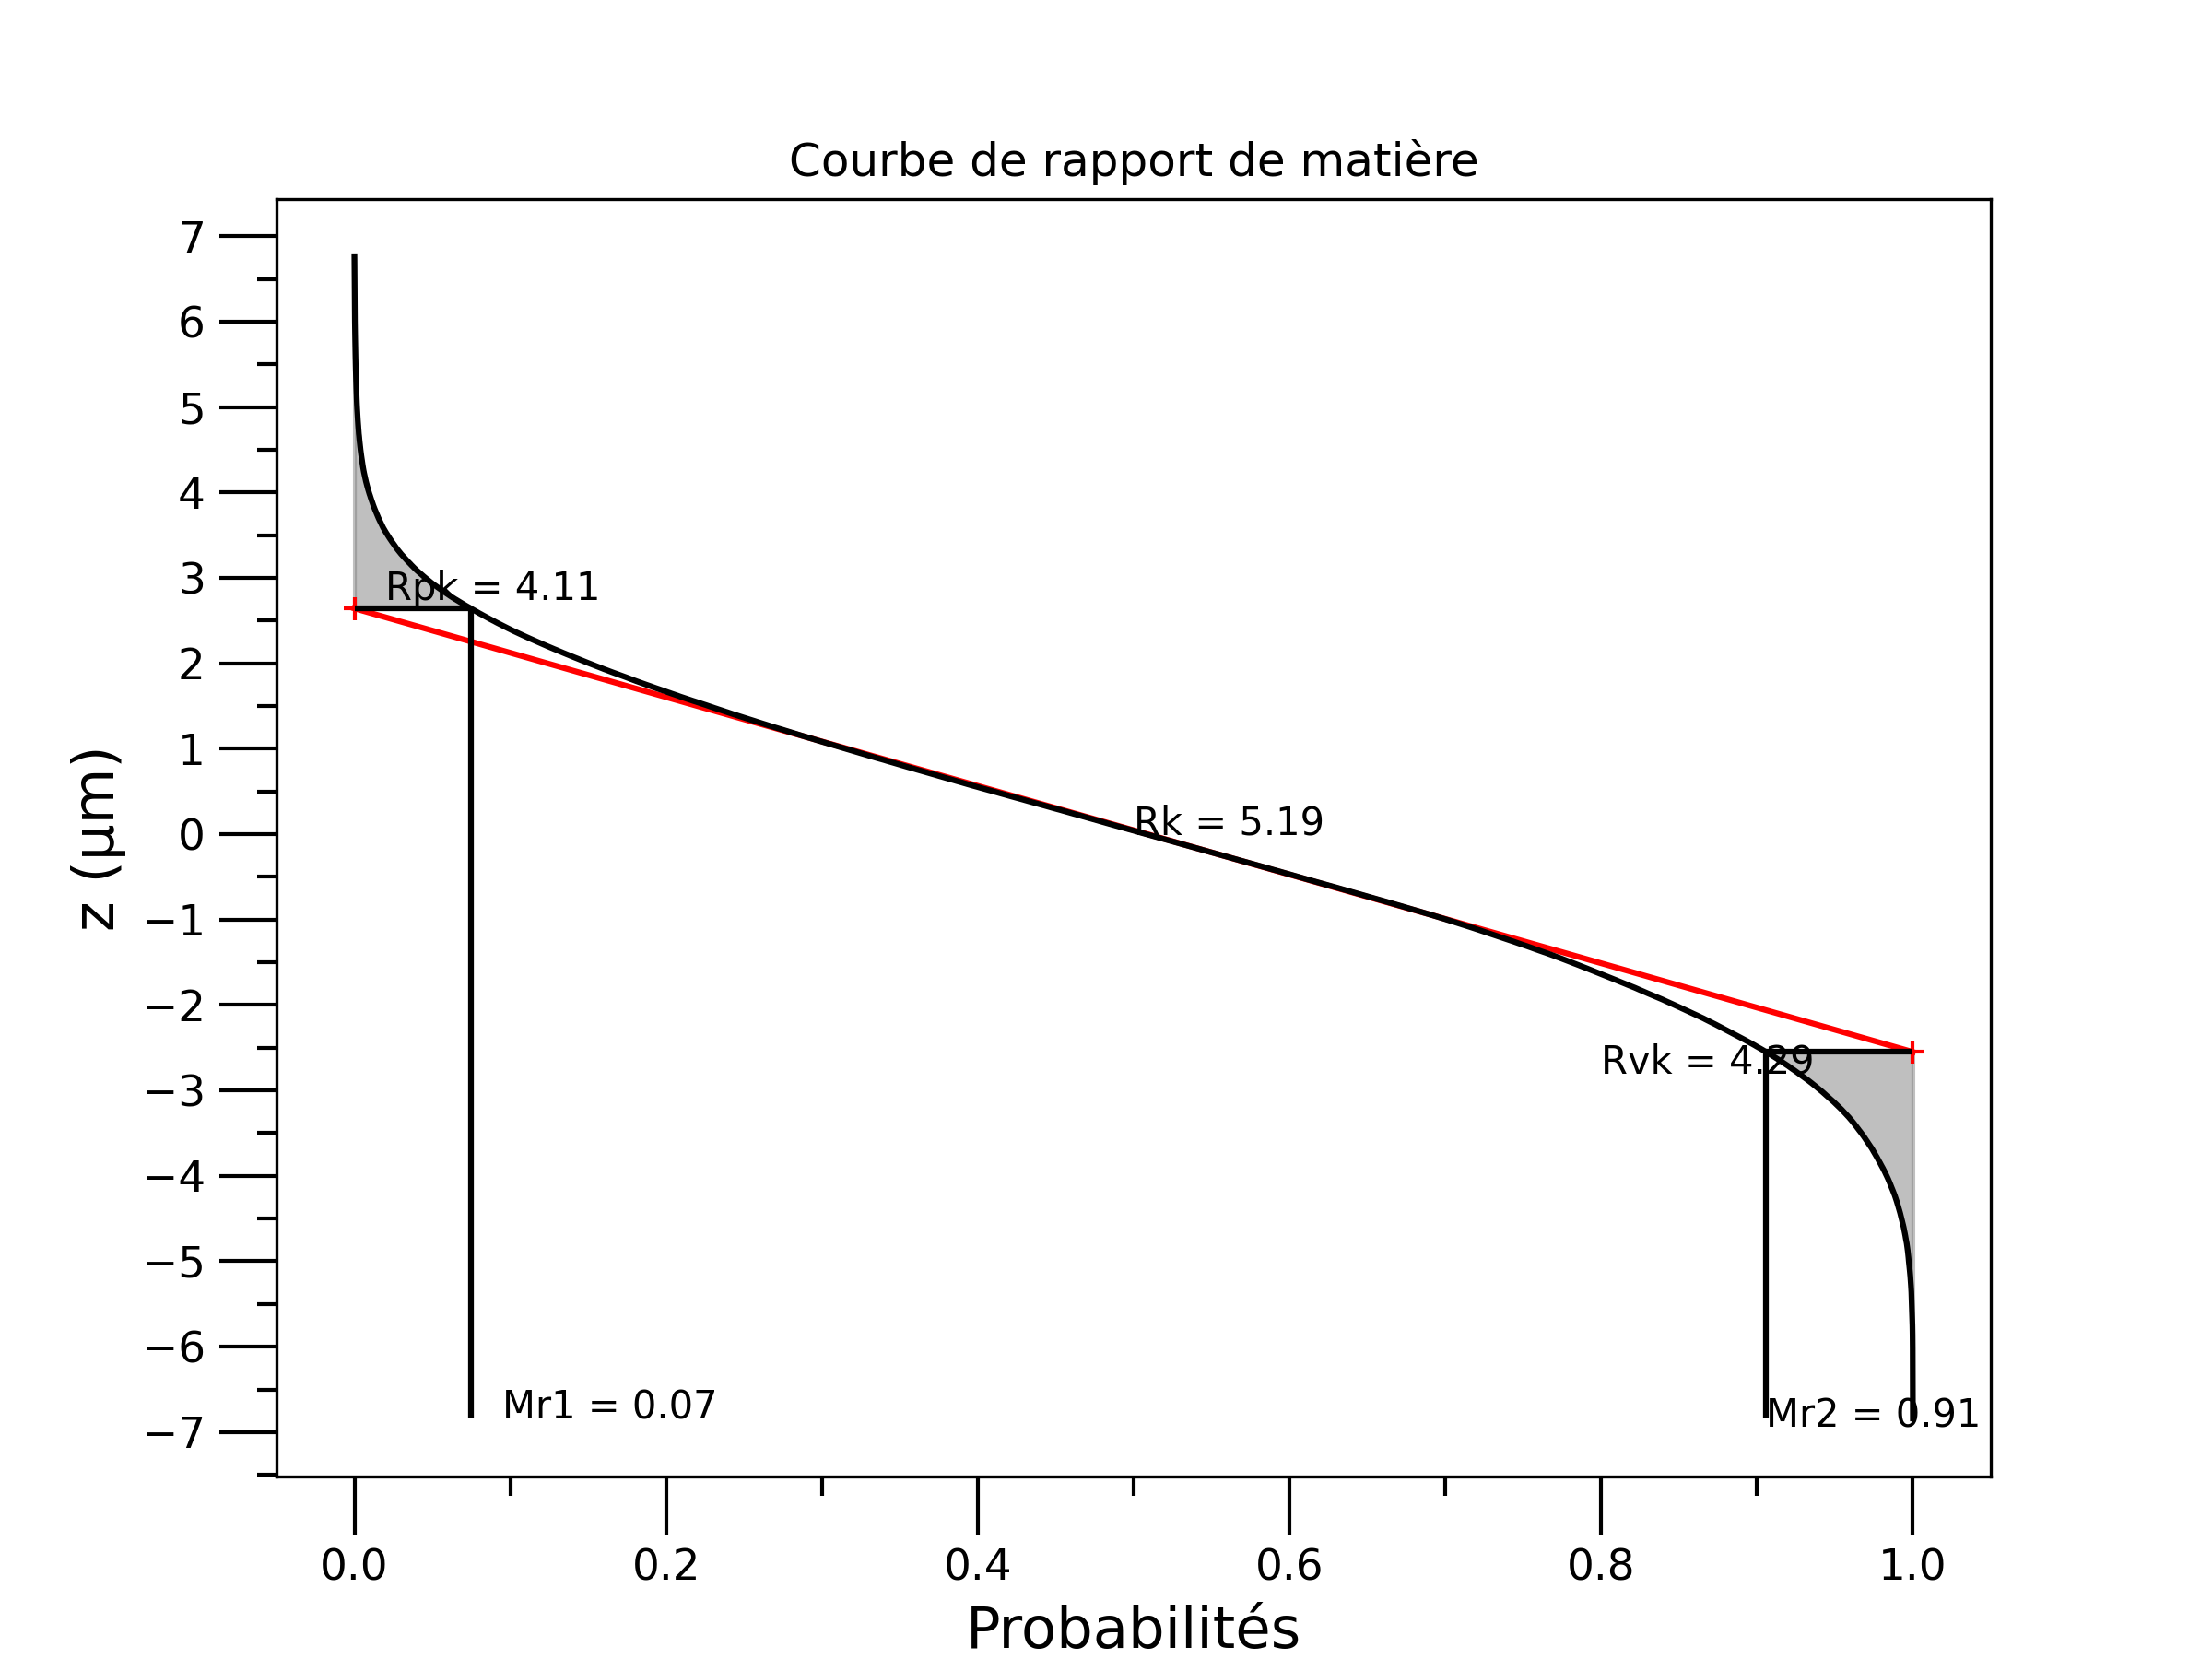 Courbe de rapport de matière
7
6
5
4
3
2
1
0
−1
−2
−3
−4
−5
−6
−7
z (µm)
Rpk = 4.11
Rk = 5.19
Rvk = 4.29
Mr1 = 0.07
Mr2 = 0.91
0.0 0.2 0.4 0.6 0.8 1.0
Probabilités